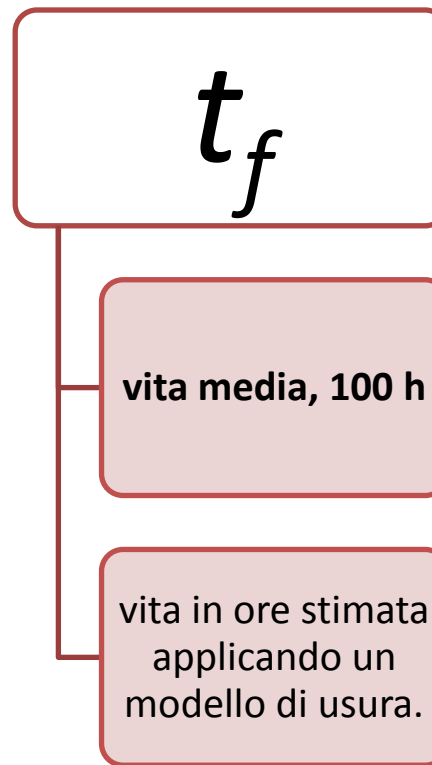 t_f
vita media, 100 h
vita in ore stimata
applicando un
modello di usura.